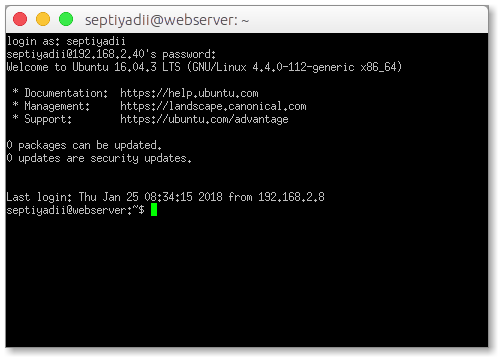 septiyadii@webserver: ~
login as: septiyadii
septiyadii@192.168.2.40's password:
Welcome to Ubuntu 16.04.3 LTS (GNU/Linux 4.4.0-112-generic x86_64)
* Documentation:  https://help.ubuntu.com
* Management:     https://landscape.canonical.com
* Support:        https://ubuntu.com/advantage
0 packages can be updated.
0 updates are security updates.
Last login: Thu Jan 25 08:34:15 2018 from 192.168.2.8
septiyadii@webserver:~$